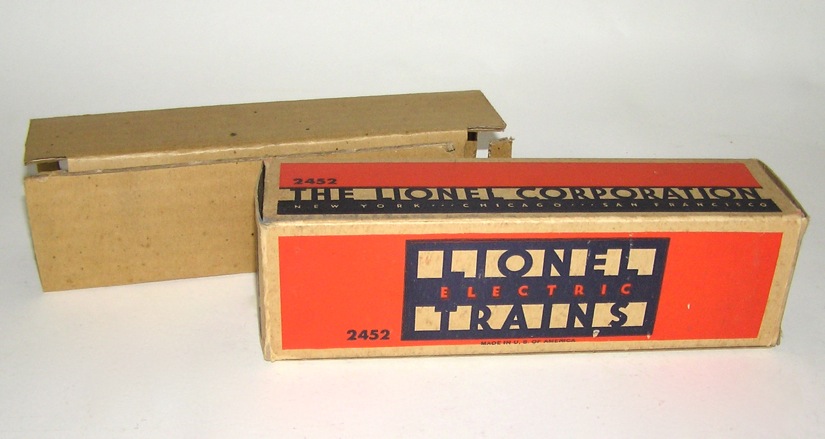 2452
THE LIONEL CORPORATION
NEW YORK···CHICAGO···SAN FRANCISCO
LIONEL
ELECTRIC
TRAINS
2452
MADE IN U. S. OF AMERICA